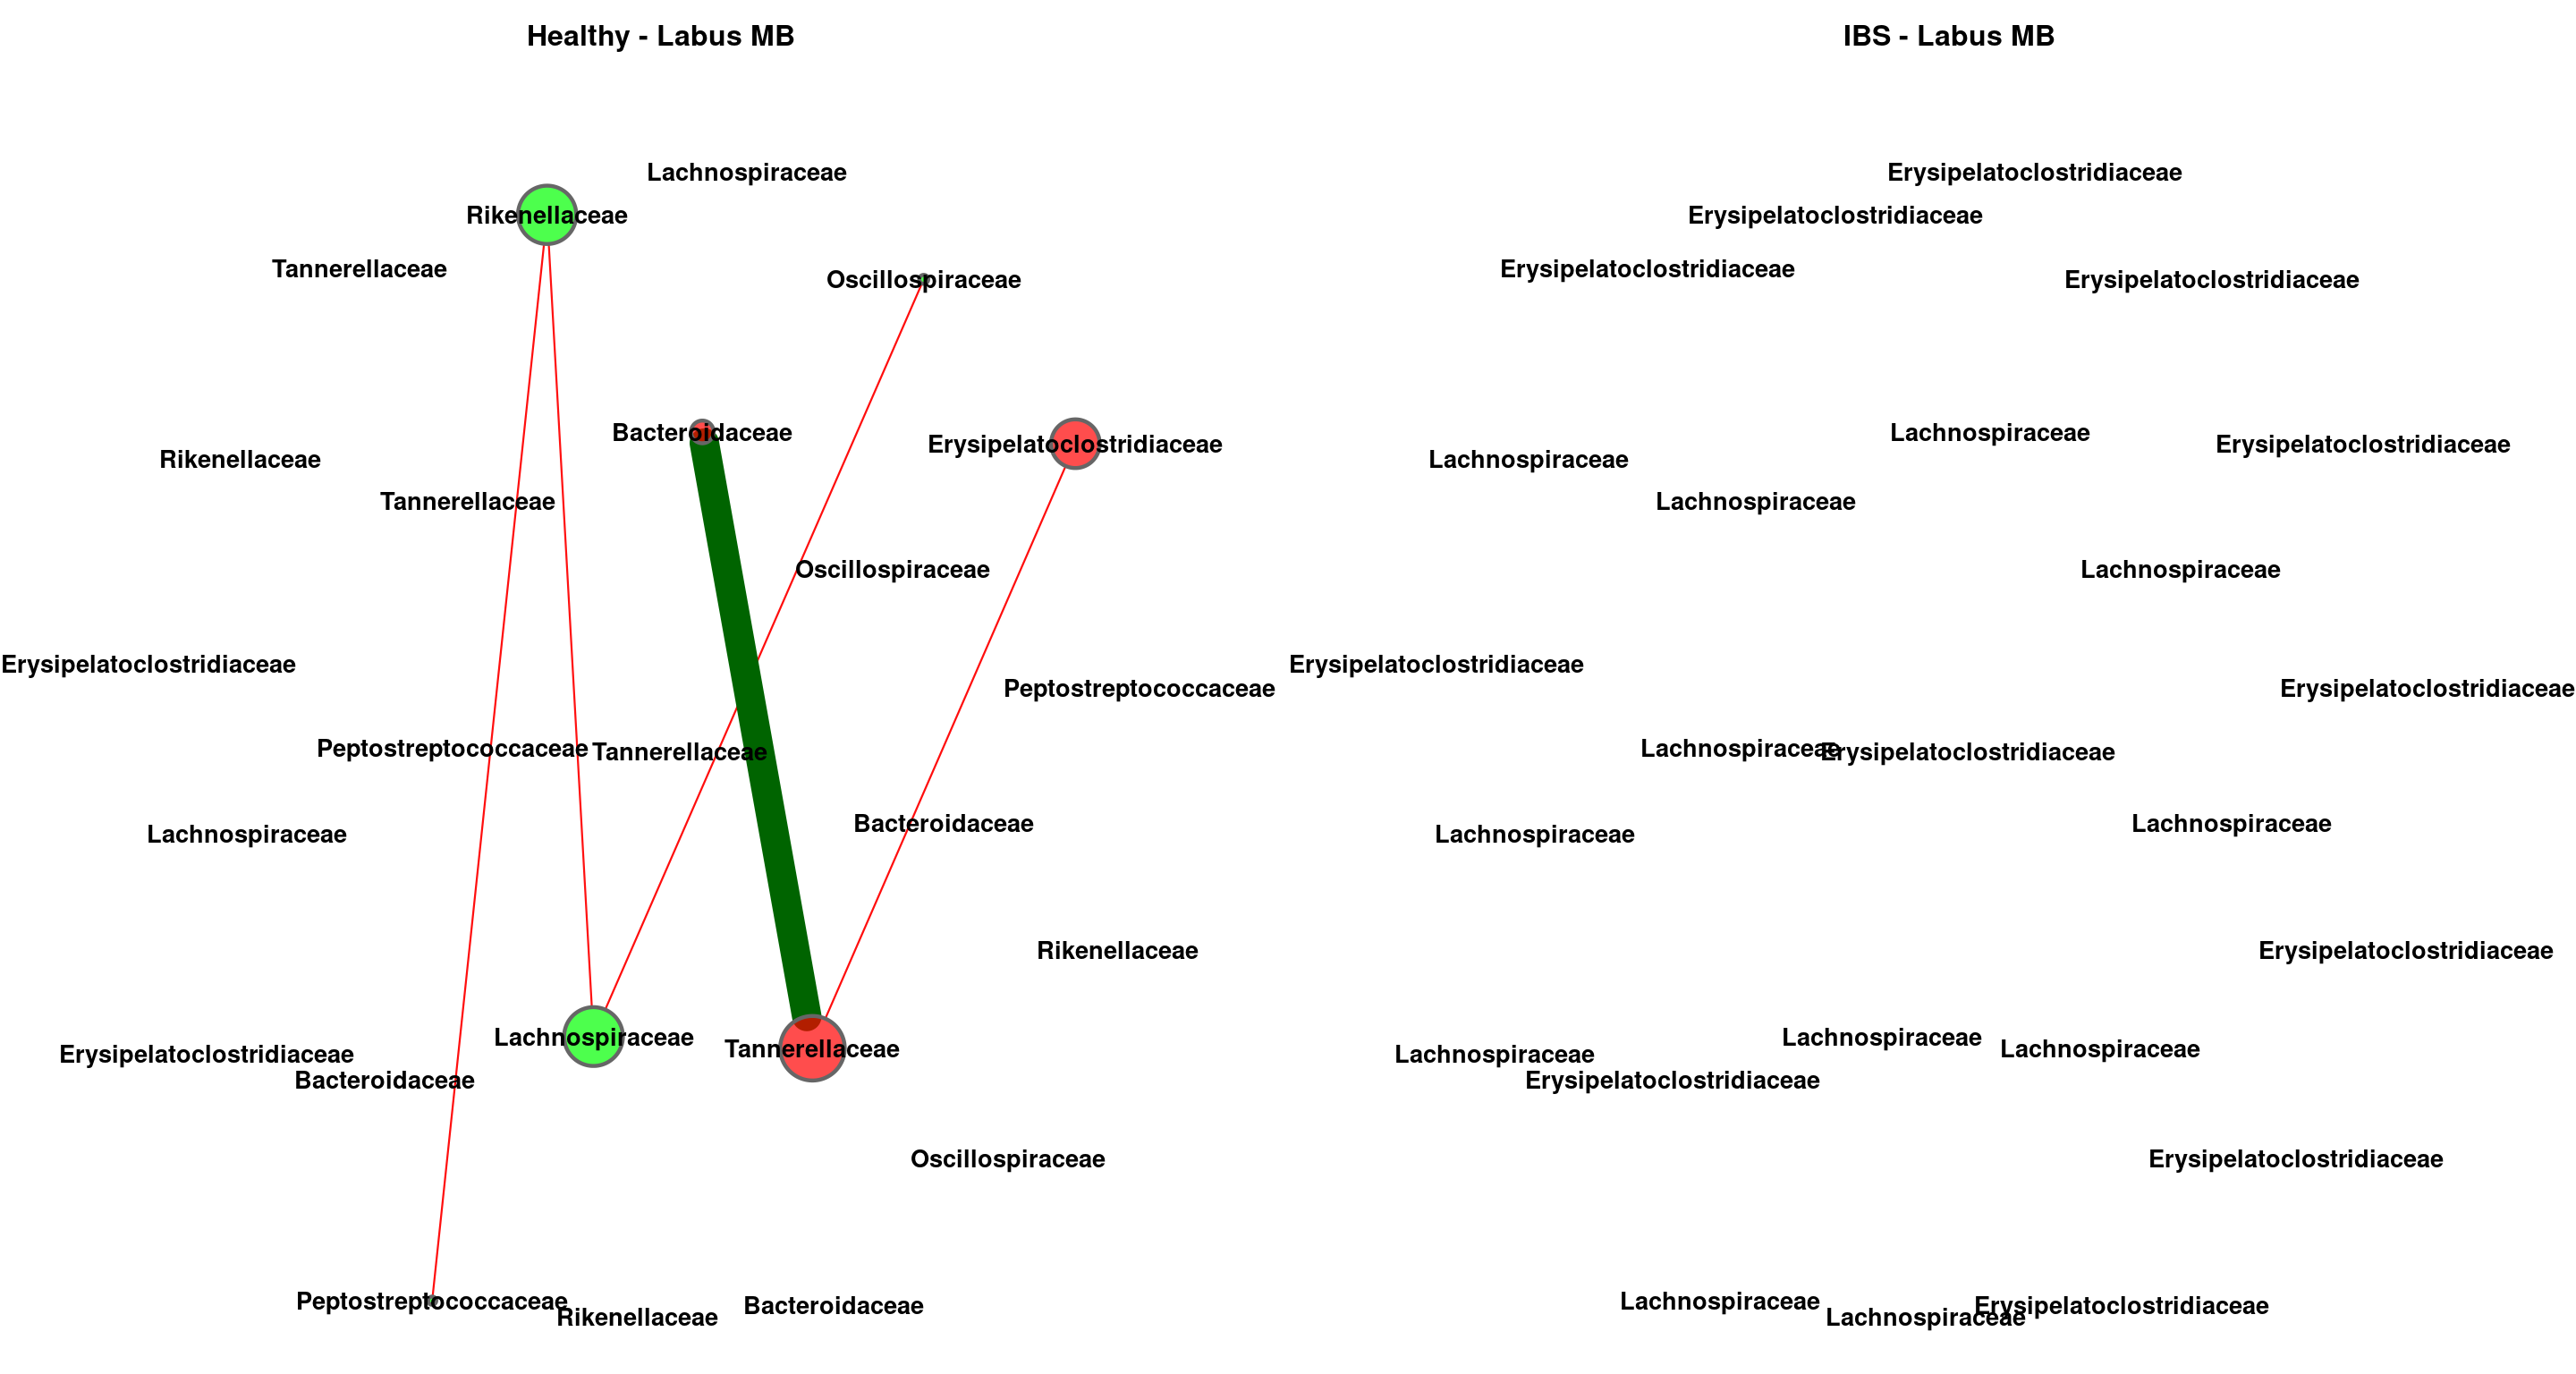 Healthy - Labus MB
Lachnospiraceae
Rikenellaceae
Tannerellaceae
Oscillospiraceae
Bacteroidaceae
Erysipelatoclostridiaceae
Rikenellaceae
Tannerellaceae
Oscillospiraceae
Erysipelatoclostridiaceae
Peptostreptococcaceae
Peptostreptococcaceae
Tannerellaceae
Bacteroidaceae
Lachnospiraceae
Rikenellaceae
Lachnospiraceae
Tannerellaceae
Erysipelatoclostridiaceae
Bacteroidaceae
Oscillospiraceae
Peptostreptococcaceae
Bacteroidaceae
Rikenellaceae
IBS - Labus MB
Erysipelatoclostridiaceae
Erysipelatoclostridiaceae
Erysipelatoclostridiaceae
Erysipelatoclostridiaceae
Lachnospiraceae
Erysipelatoclostridiaceae
Lachnospiraceae
Lachnospiraceae
Lachnospiraceae
Erysipelatoclostridiaceae
Erysipelatoclostridiaceae
Lachnospiraceae
Erysipelatoclostridiaceae
Lachnospiraceae
Lachnospiraceae
Erysipelatoclostridiaceae
Lachnospiraceae
Lachnospiraceae
Lachnospiraceae
Erysipelatoclostridiaceae
Erysipelatoclostridiaceae
Lachnospiraceae
Erysipelatoclostridiaceae
Lachnospiraceae